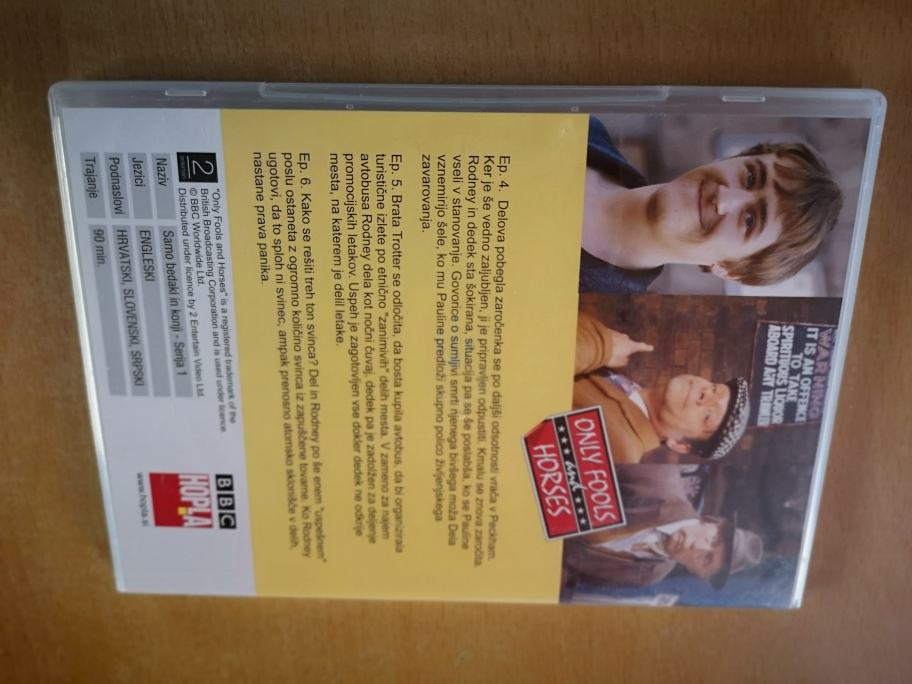 WARNING
IT IS AN OFFENCE
TO TAKE
SPIRITUOUS LIQUOR
ABOARD ANY
ONLY FOOLS
and
HORSES
Ep. 4. Delova pobegla zaročenka se po daljši odsotnosti vrača v Peckham.
Ker je še vedno zaljubljen, ji je pripravljen odpustiti. Kmalu se znova zaročita.
Rodney in dedek sta šokirana, situacija pa se še poslabša, ko se Pauline
vseli v stanovanje. Govorice o sumljivi smrti njenega bivšega moža Dela
vznemirijo šele, ko mu Pauline predloži skupno polico življenjskega
zavarovanja.
Ep. 5. Brata Trotter se odločita, da bosta kupila avtobus, da bi organizirala
turistične izlete po etnično "zanimivih" delih mesta. V zameno za najem
avtobusa Rodney dela kot nočni čuvaj, dedek pa je zadolžen za deljenje
promocijskih letakov. Uspeh je zagotovljen vse dokler dedek ne odkrije
mesta, na katerem je delil letake.
Ep. 6. Kako se rešiti treh ton svinca? Del in Rodney po še enem "uspešnem"
poslu ostaneta z ogromno količino svinca iz zapuščene tovarne. Ko Rodney
ugotovi, da to sploh ni svinec, ampak prenosno atomsko sklonišče v delih,
nastane prava panika.
2
"Only Fools and Horses" is a registered trademark of the
British Broadcasting Corporation and is used under licence.
© BBC Worldwide Ltd.
Distributed under licence by 2 Entertain Video Ltd.
Naziv Samo bedaki in konji - Serija 1
Jezici ENGLESKI
Podnaslovi HRVATSKI, SLOVENSKI, SRPSKI
Trajanje 90 min.
BBC
HOPLA
www.hopla.si